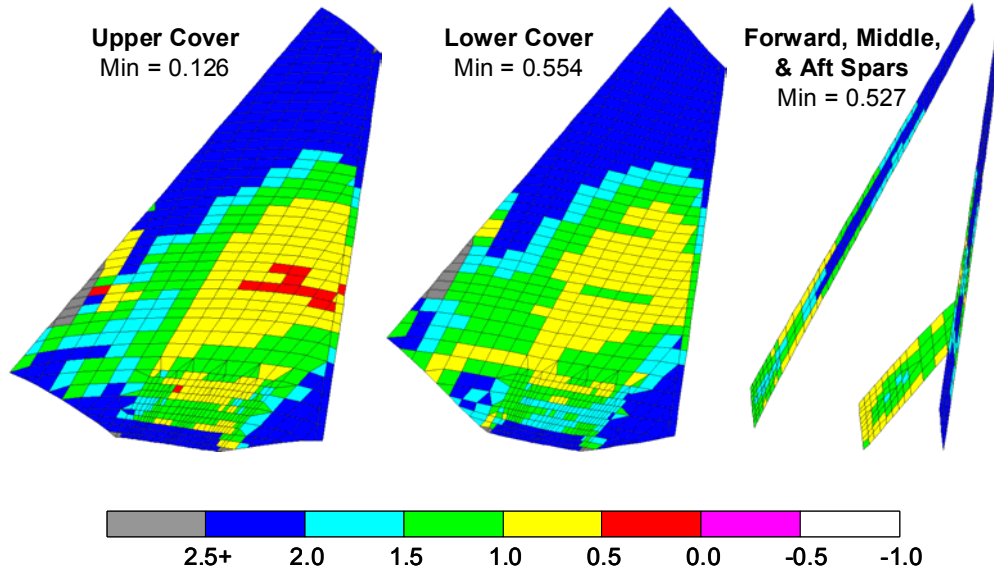 Upper Cover
Min = 0.126
Lower Cover
Min = 0.554
Forward, Middle,
& Aft Spars
Min = 0.527
2.5+ 2.0 1.5 1.0 0.5 0.0 -0.5 -1.0